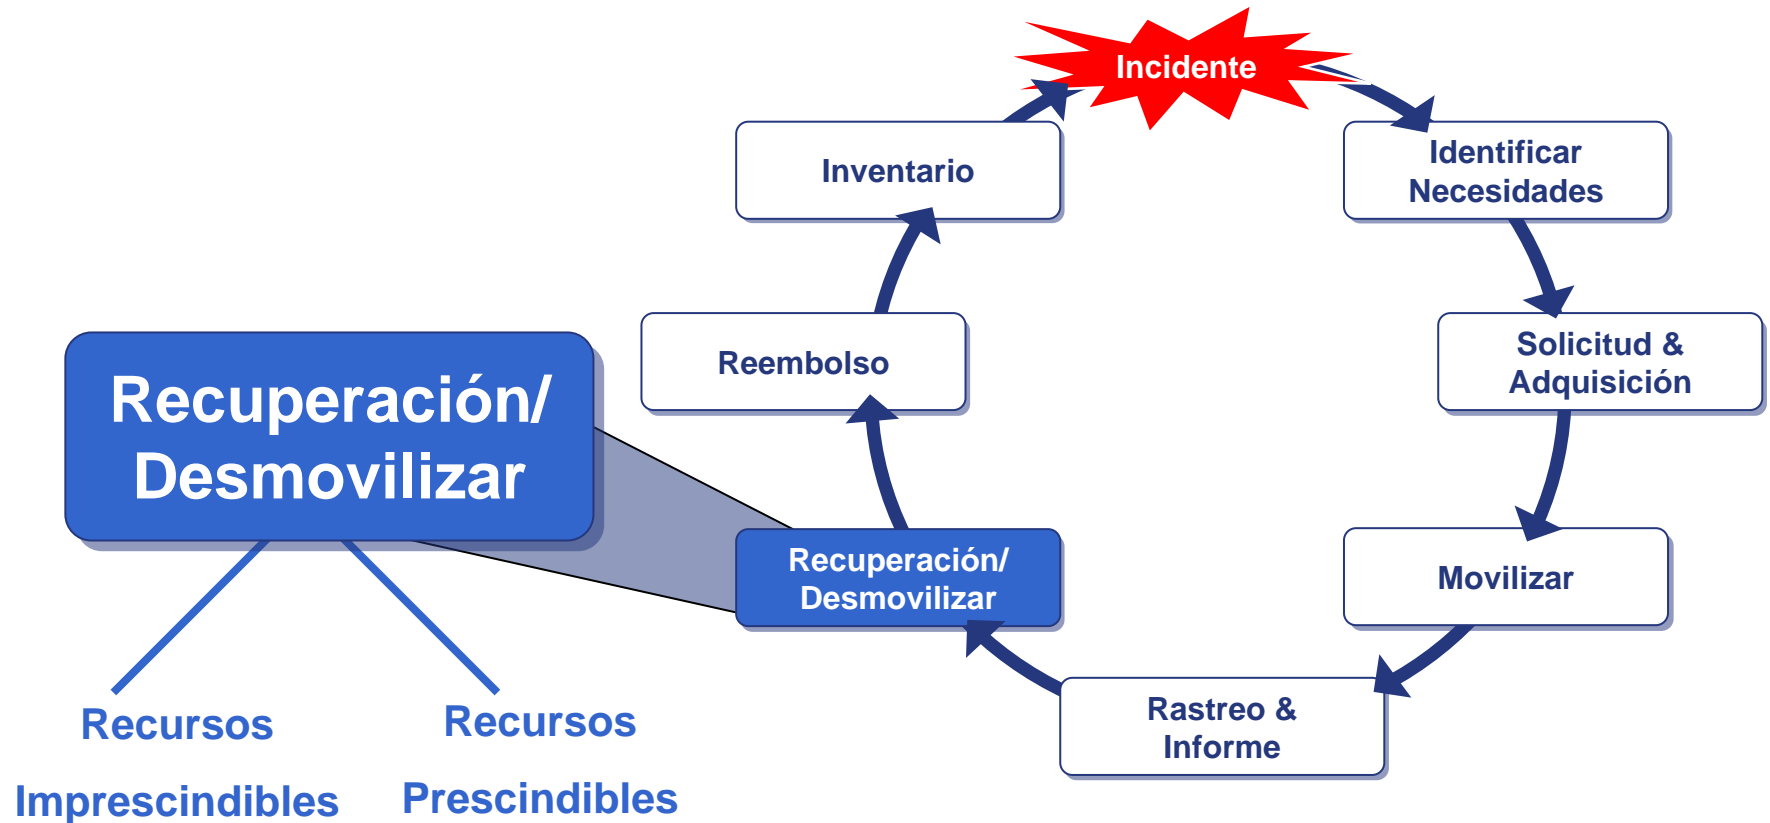 Incidente
Inventario
Identificar
Necesidades
Reembolso
Solicitud &
Adquisición
Recuperación/
Desmovilizar
Recuperación/
Desmovilizar
Movilizar
Rastreo &
Informe
Recursos
Imprescindibles
Recursos
Prescindibles